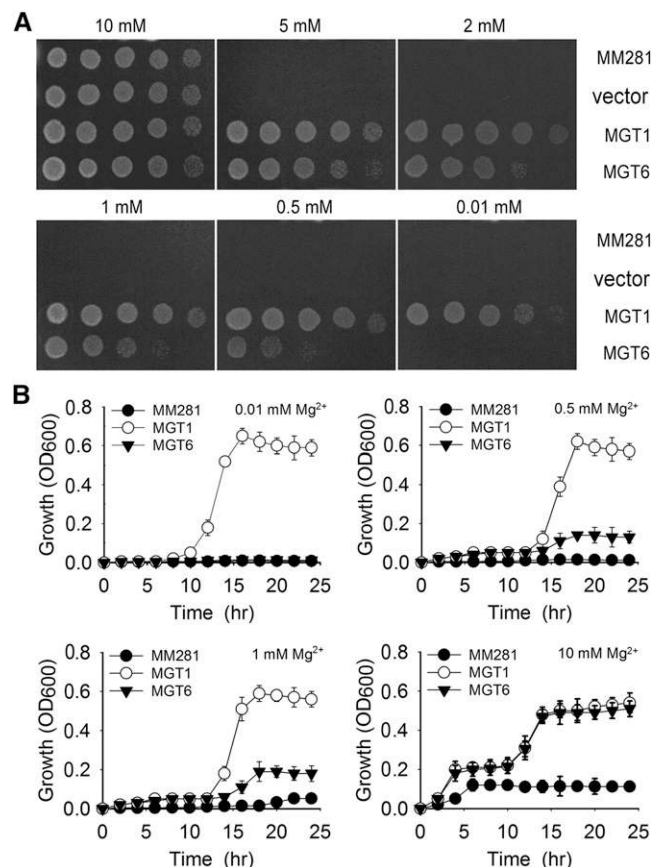 A
10 mM 5 mM 2 mM
MM281
vector
MGT1
MGT6
1 mM 0.5 mM 0.01 mM
MM281
vector
MGT1
MGT6
B
0.8
0.6
0.4
0.2
0.0
Growth (OD600)
MM281
MGT1
MGT6
0.01 mM Mg²⁺
0 5 10 15 20 25
Time (hr)
0.8
0.6
0.4
0.2
0.0
Growth (OD600)
MM281
MGT1
MGT6
0.5 mM Mg²⁺
0 5 10 15 20 25
Time (hr)
0.8
0.6
0.4
0.2
0.0
Growth (OD600)
MM281
MGT1
MGT6
1 mM Mg²⁺
0 5 10 15 20 25
Time (hr)
0.8
0.6
0.4
0.2
0.0
Growth (OD600)
MM281
MGT1
MGT6
10 mM Mg²⁺
0 5 10 15 20 25
Time (hr)